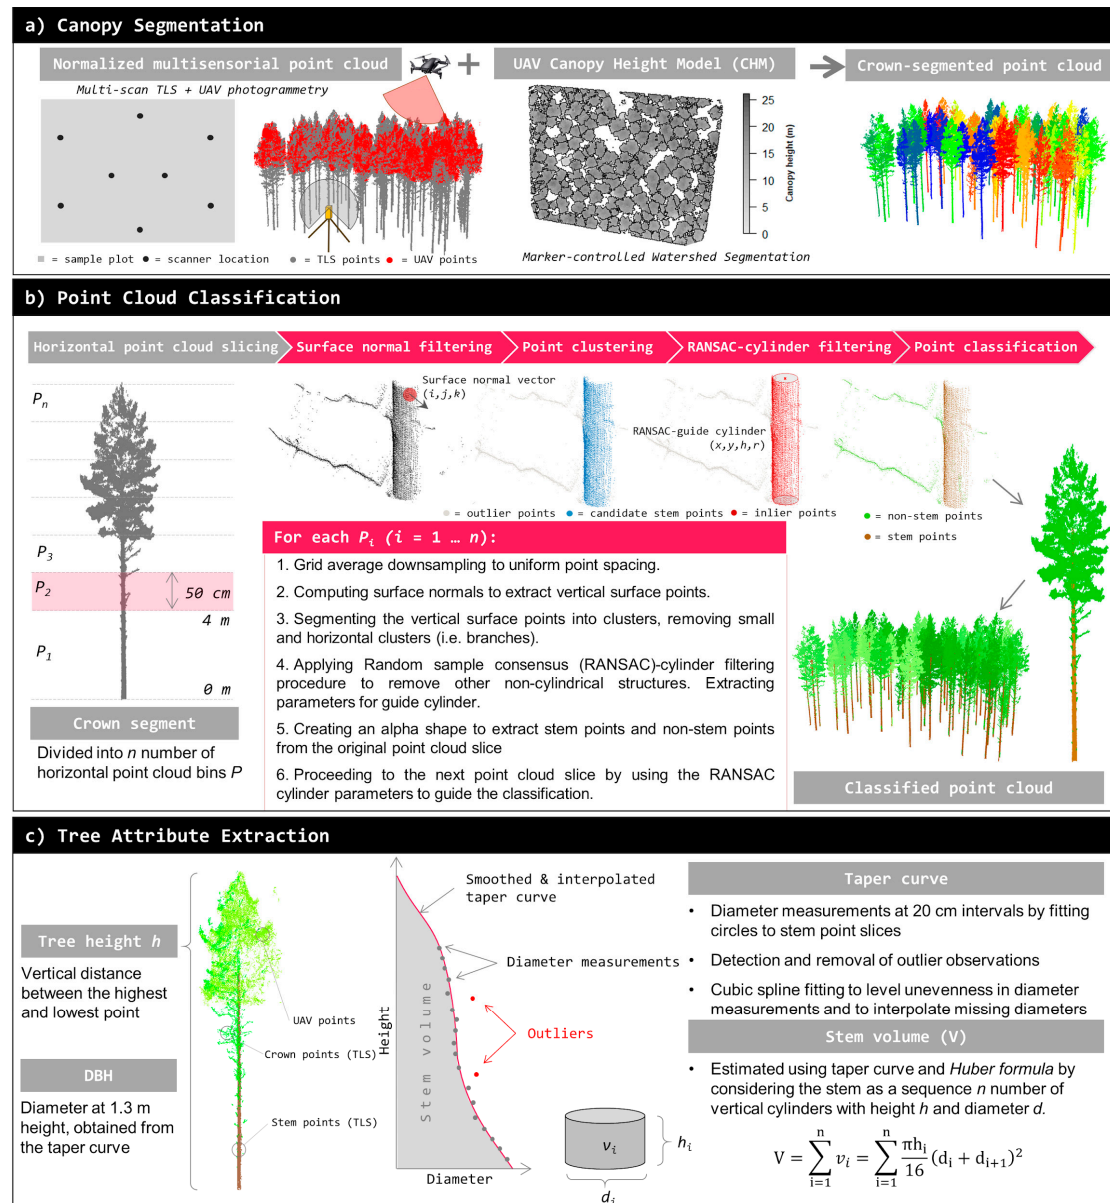 a) Canopy Segmentation
Normalized multisensorial point cloud
UAV Canopy Height Model (CHM)
Crown-segmented point cloud
Multi-scan TLS + UAV photogrammetry
25
20
15
10
5
0
Canopy height (m)
Marker-controlled Watershed Segmentation
= sample plot = scanner location = TLS points = UAV points
b) Point Cloud Classification
Horizontal point cloud slicing
Surface normal filtering
Point clustering
RANSAC-cylinder filtering
Point classification
Pn
P3
P2
50 cm
4 m
P1
0 m
Crown segment
Divided into n number of
horizontal point cloud bins P
Surface normal vector
(i,j,k)
RANSAC-guide cylinder
(x,y,h,r)
= outlier points = candidate stem points = inlier points
= non-stem points
= stem points
For each Pi (i = 1 … n):
1. Grid average downsampling to uniform point spacing.
2. Computing surface normals to extract vertical surface points.
3. Segmenting the vertical surface points into clusters, removing small
and horizontal clusters (i.e. branches).
4. Applying Random sample consensus (RANSAC)-cylinder filtering
procedure to remove other non-cylindrical structures. Extracting
parameters for guide cylinder.
5. Creating an alpha shape to extract stem points and non-stem points
from the original point cloud slice
6. Proceeding to the next point cloud slice by using the RANSAC
cylinder parameters to guide the classification.
Classified point cloud
c) Tree Attribute Extraction
Tree height h
Vertical distance
between the highest
and lowest point
DBH
Diameter at 1.3 m
height, obtained from
the taper curve
UAV points
Crown points (TLS)
Stem points (TLS)
Smoothed & interpolated
taper curve
Diameter measurements
Outliers
Height
Stem volume
Diameter
vi
hi
di
Taper curve
• Diameter measurements at 20 cm intervals by fitting
circles to stem point slices
• Detection and removal of outlier observations
• Cubic spline fitting to level unevenness in diameter
measurements and to interpolate missing diameters
Stem volume (V)
• Estimated using taper curve and Huber formula by
considering the stem as a sequence n number of
vertical cylinders with height h and diameter d.
V = ∑_{i=1}^{n} v_i = ∑_{i=1}^{n} πh_i/16 (d_i + d_{i+1})²